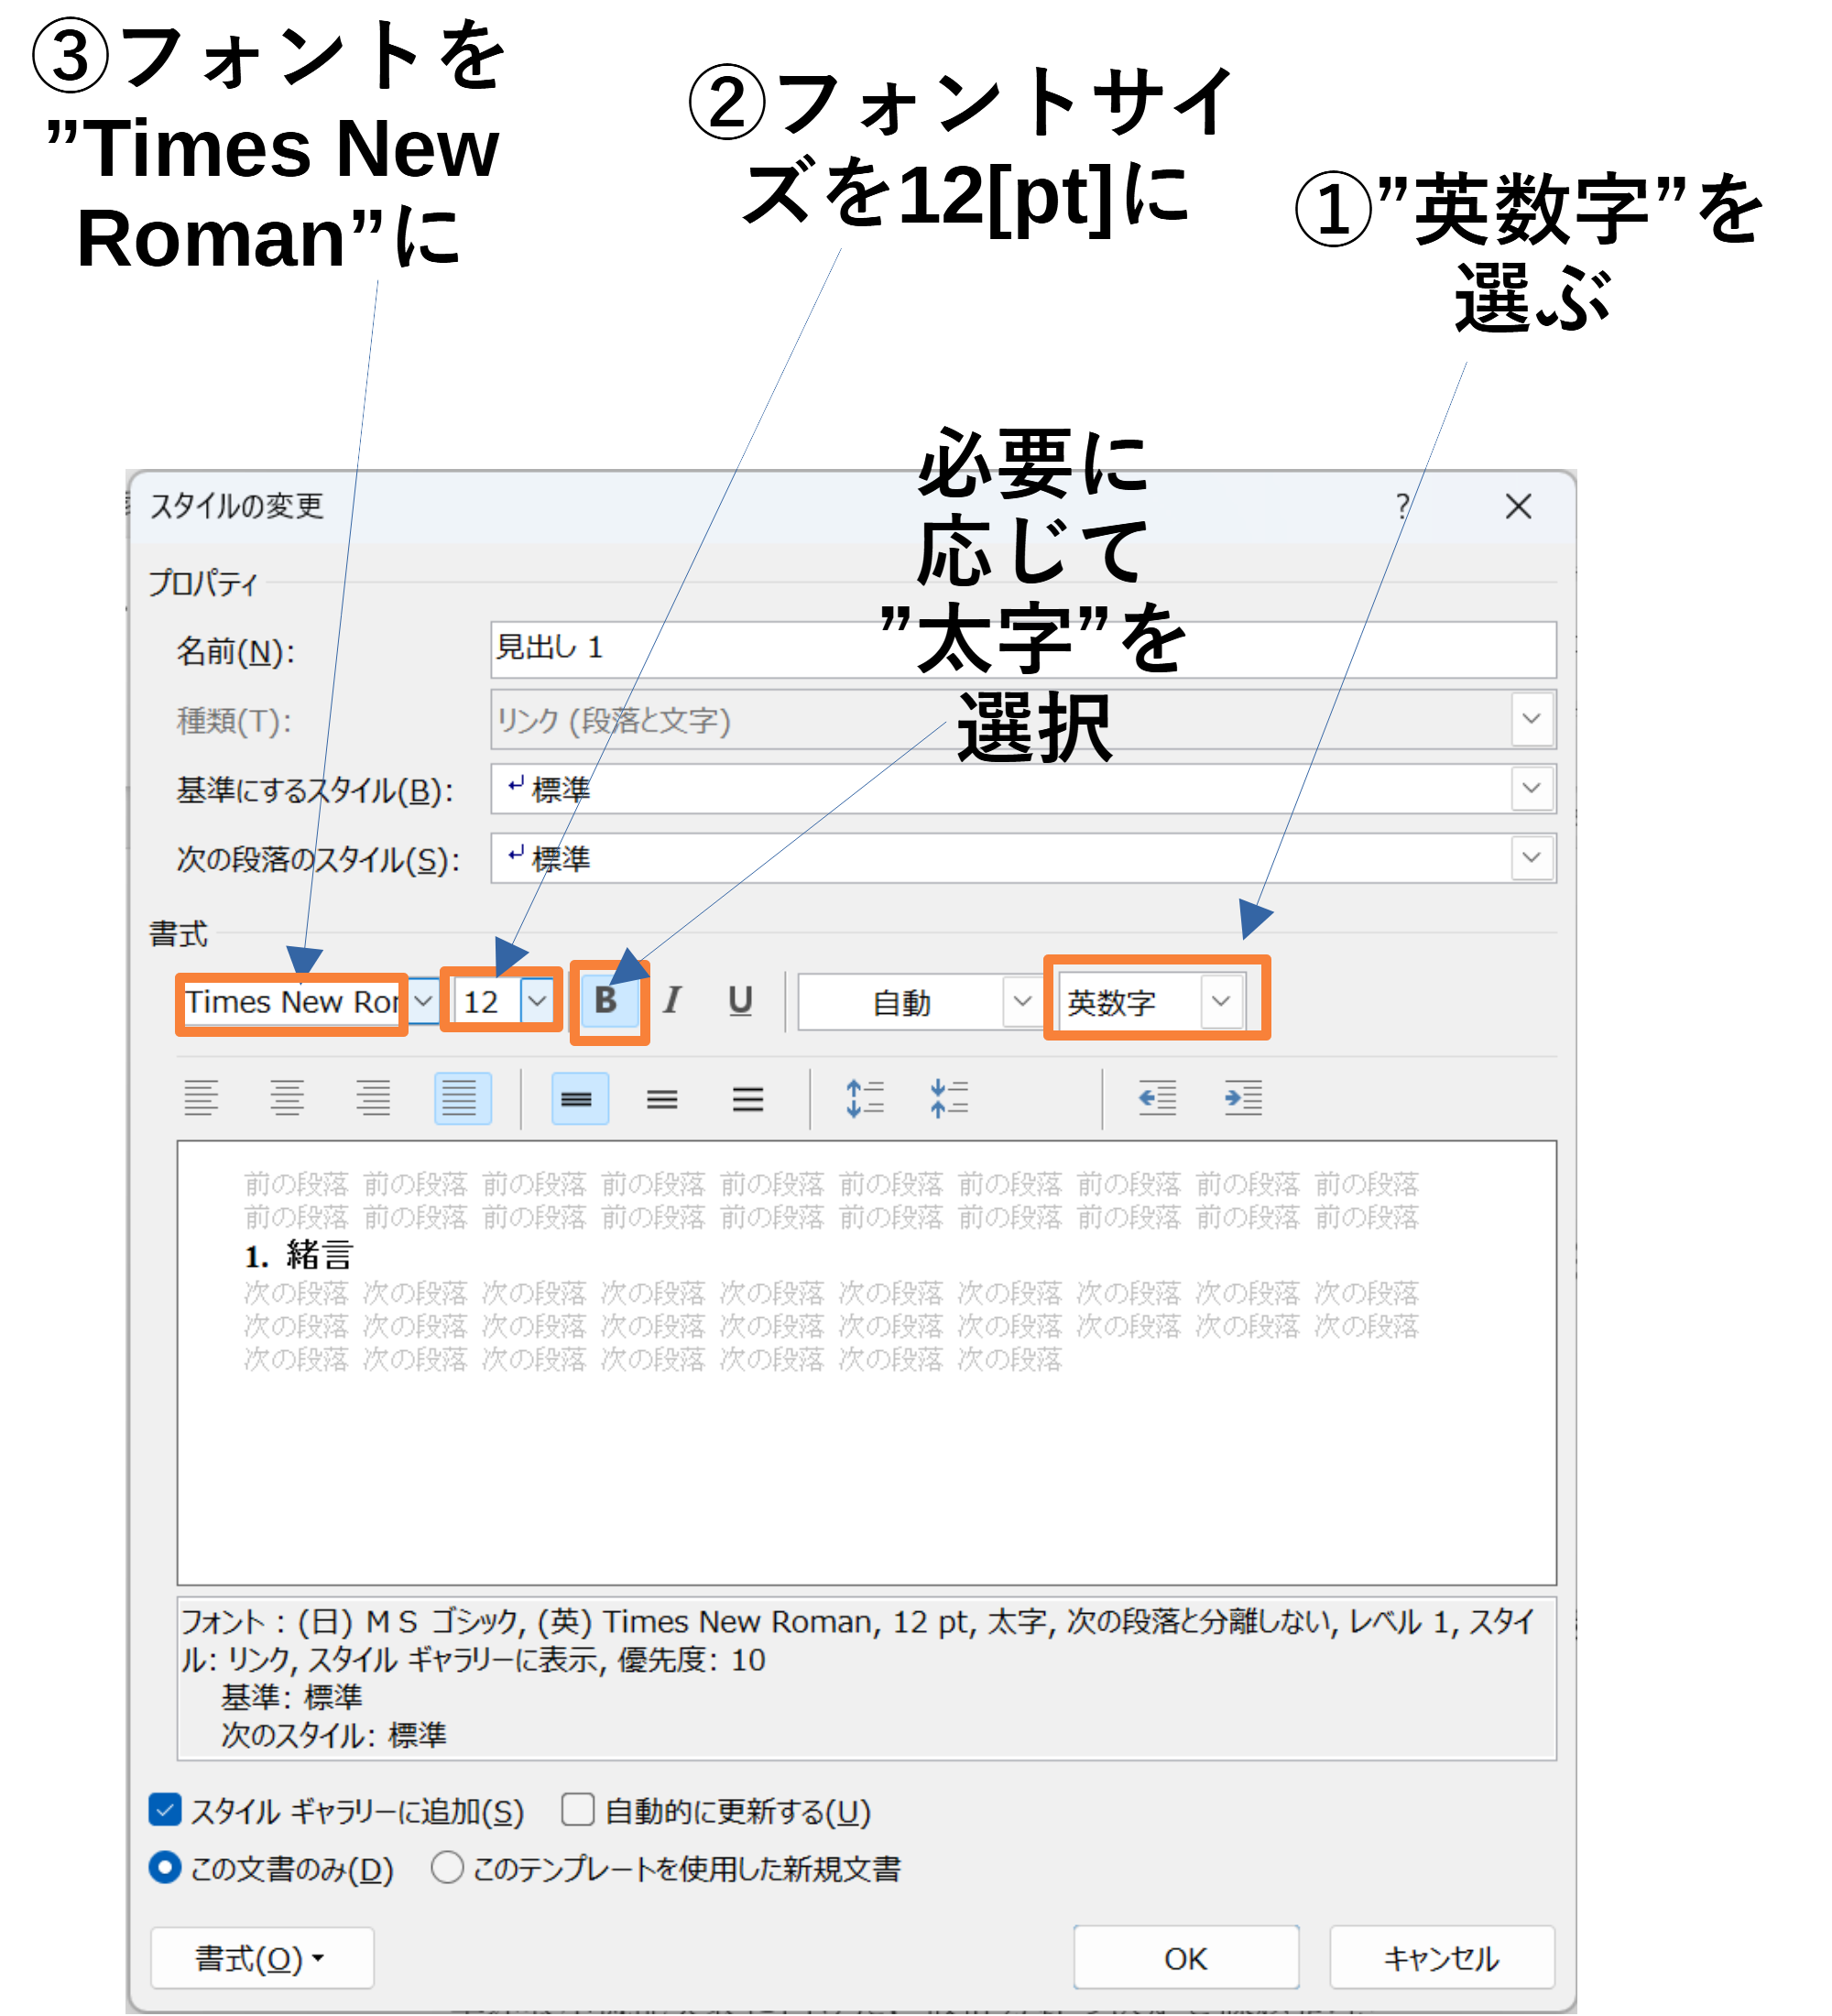 ③フォントを
”Times New
Roman”に
②フォントサイ
ズを12[pt]に
①”英数字”を
選ぶ
必要に
応じて
”太字”を
選択
スタイルの変更
?
プロパティ
名前(N):
見出し 1
種類(T):
リンク (段落と文字)
基準にするスタイル(B):
標準
次の段落のスタイル(S):
標準
書式
Times New Ror
12
B
I
U
自動
英数字
前の段落 前の段落 前の段落 前の段落 前の段落 前の段落 前の段落 前の段落 前の段落 前の段落
前の段落 前の段落 前の段落 前の段落 前の段落 前の段落 前の段落 前の段落 前の段落 前の段落
1. 緒言
次の段落 次の段落 次の段落 次の段落 次の段落 次の段落 次の段落 次の段落 次の段落 次の段落
次の段落 次の段落 次の段落 次の段落 次の段落 次の段落 次の段落 次の段落 次の段落 次の段落
次の段落 次の段落 次の段落 次の段落 次の段落 次の段落 次の段落
フォント : (日) ＭＳ ゴシック, (英) Times New Roman, 12 pt, 太字, 次の段落と分離しない, レベル 1, スタイ
ル: リンク, スタイル ギャラリーに表示, 優先度: 10
基準: 標準
次のスタイル: 標準
スタイル ギャラリーに追加(S)
自動的に更新する(U)
この文書のみ(D)
このテンプレートを使用した新規文書
書式(O)
OK
キャンセル